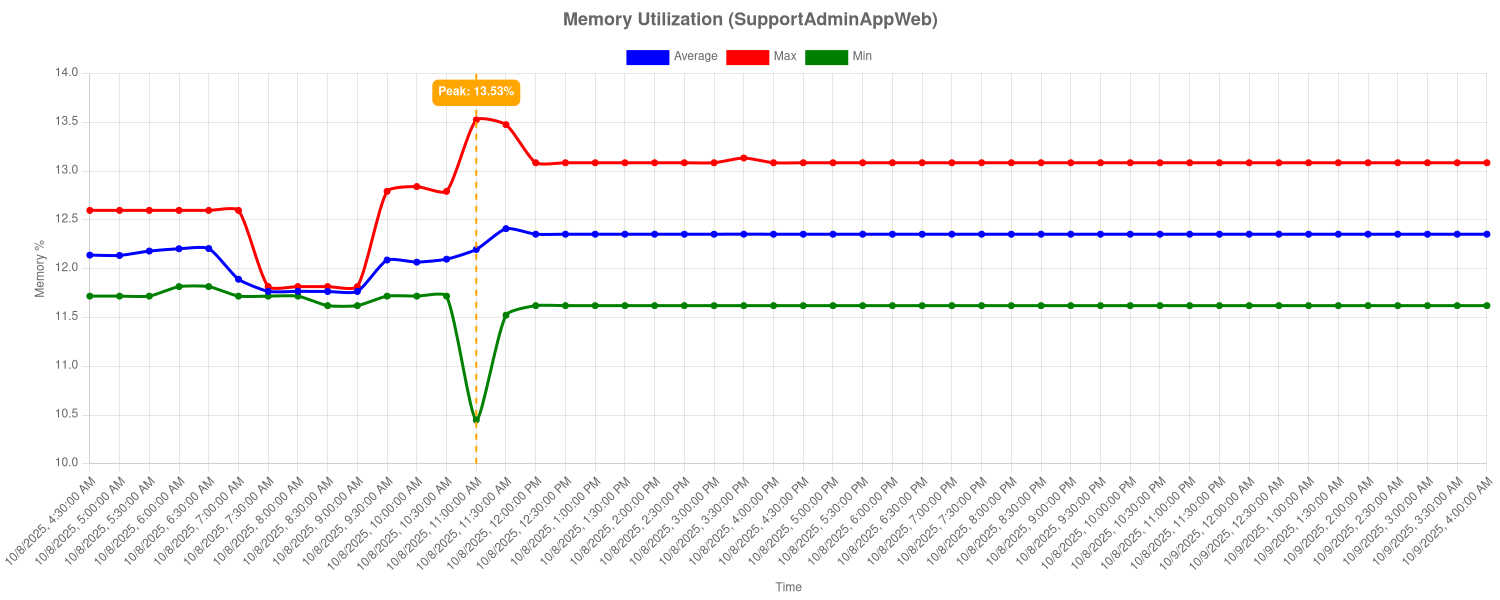 Memory Utilization (SupportAdminAppWeb)
Average Max Min
Peak: 13.53%
14.0
13.5
13.0
12.5
12.0
11.5
11.0
10.5
10.0
Memory %
10/8/2025, 4:30:00 AM
10/8/2025, 5:00:00 AM
10/8/2025, 5:30:00 AM
10/8/2025, 6:00:00 AM
10/8/2025, 6:30:00 AM
10/8/2025, 7:00:00 AM
10/8/2025, 7:30:00 AM
10/8/2025, 8:00:00 AM
10/8/2025, 8:30:00 AM
10/8/2025, 9:00:00 AM
10/8/2025, 9:30:00 AM
10/8/2025, 10:00:00 AM
10/8/2025, 10:30:00 AM
10/8/2025, 11:00:00 AM
10/8/2025, 11:30:00 AM
10/8/2025, 12:00:00 PM
10/8/2025, 12:30:00 PM
10/8/2025, 1:00:00 PM
10/8/2025, 1:30:00 PM
10/8/2025, 2:00:00 PM
10/8/2025, 2:30:00 PM
10/8/2025, 3:00:00 PM
10/8/2025, 3:30:00 PM
10/8/2025, 4:00:00 PM
10/8/2025, 4:30:00 PM
10/8/2025, 5:00:00 PM
10/8/2025, 5:30:00 PM
10/8/2025, 6:00:00 PM
10/8/2025, 6:30:00 PM
10/8/2025, 7:00:00 PM
10/8/2025, 7:30:00 PM
10/8/2025, 8:00:00 PM
10/8/2025, 8:30:00 PM
10/8/2025, 9:00:00 PM
10/8/2025, 9:30:00 PM
10/8/2025, 10:00:00 PM
10/8/2025, 10:30:00 PM
10/8/2025, 11:00:00 PM
10/8/2025, 11:30:00 PM
10/9/2025, 12:00:00 AM
10/9/2025, 12:30:00 AM
10/9/2025, 1:00:00 AM
10/9/2025, 1:30:00 AM
10/9/2025, 2:00:00 AM
10/9/2025, 2:30:00 AM
10/9/2025, 3:00:00 AM
10/9/2025, 3:30:00 AM
10/9/2025, 4:00:00 AM
Time